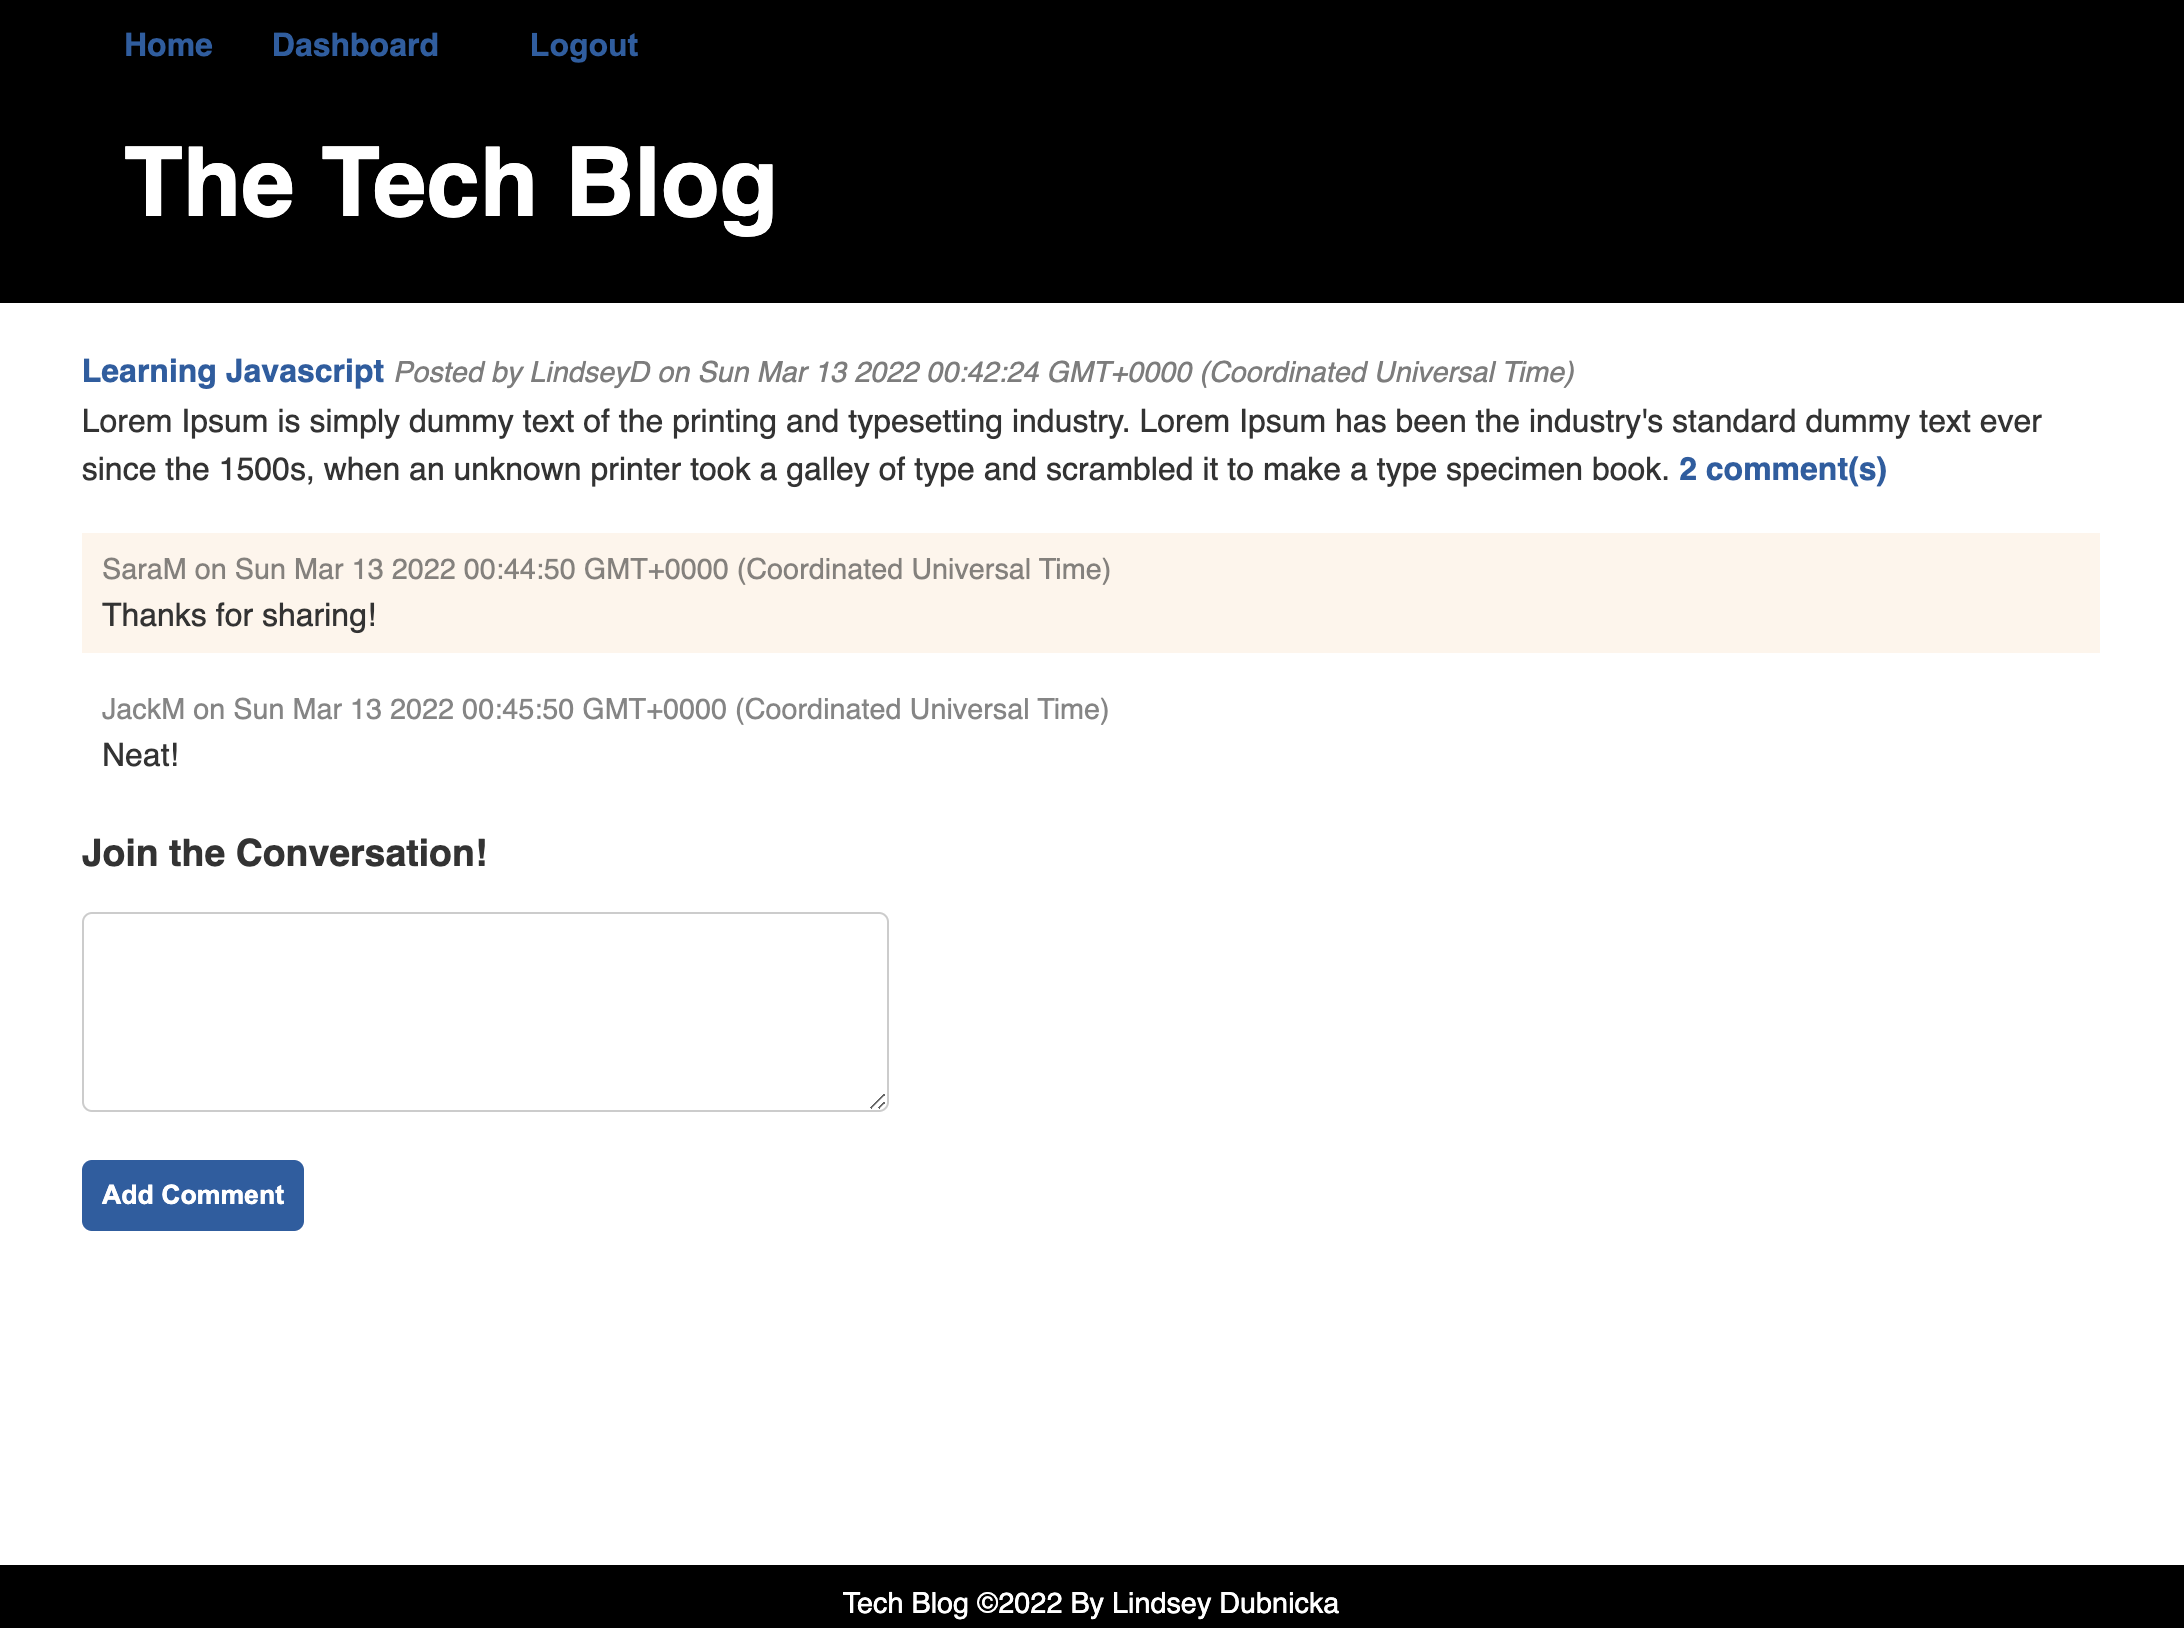 Home Dashboard Logout
The Tech Blog
Learning Javascript Posted by LindseyD on Sun Mar 13 2022 00:42:24 GMT+0000 (Coordinated Universal Time)
Lorem Ipsum is simply dummy text of the printing and typesetting industry. Lorem Ipsum has been the industry's standard dummy text ever
since the 1500s, when an unknown printer took a galley of type and scrambled it to make a type specimen book. 2 comment(s)
SaraM on Sun Mar 13 2022 00:44:50 GMT+0000 (Coordinated Universal Time)
Thanks for sharing!
JackM on Sun Mar 13 2022 00:45:50 GMT+0000 (Coordinated Universal Time)
Neat!
Join the Conversation!
Add Comment
Tech Blog ©2022 By Lindsey Dubnicka